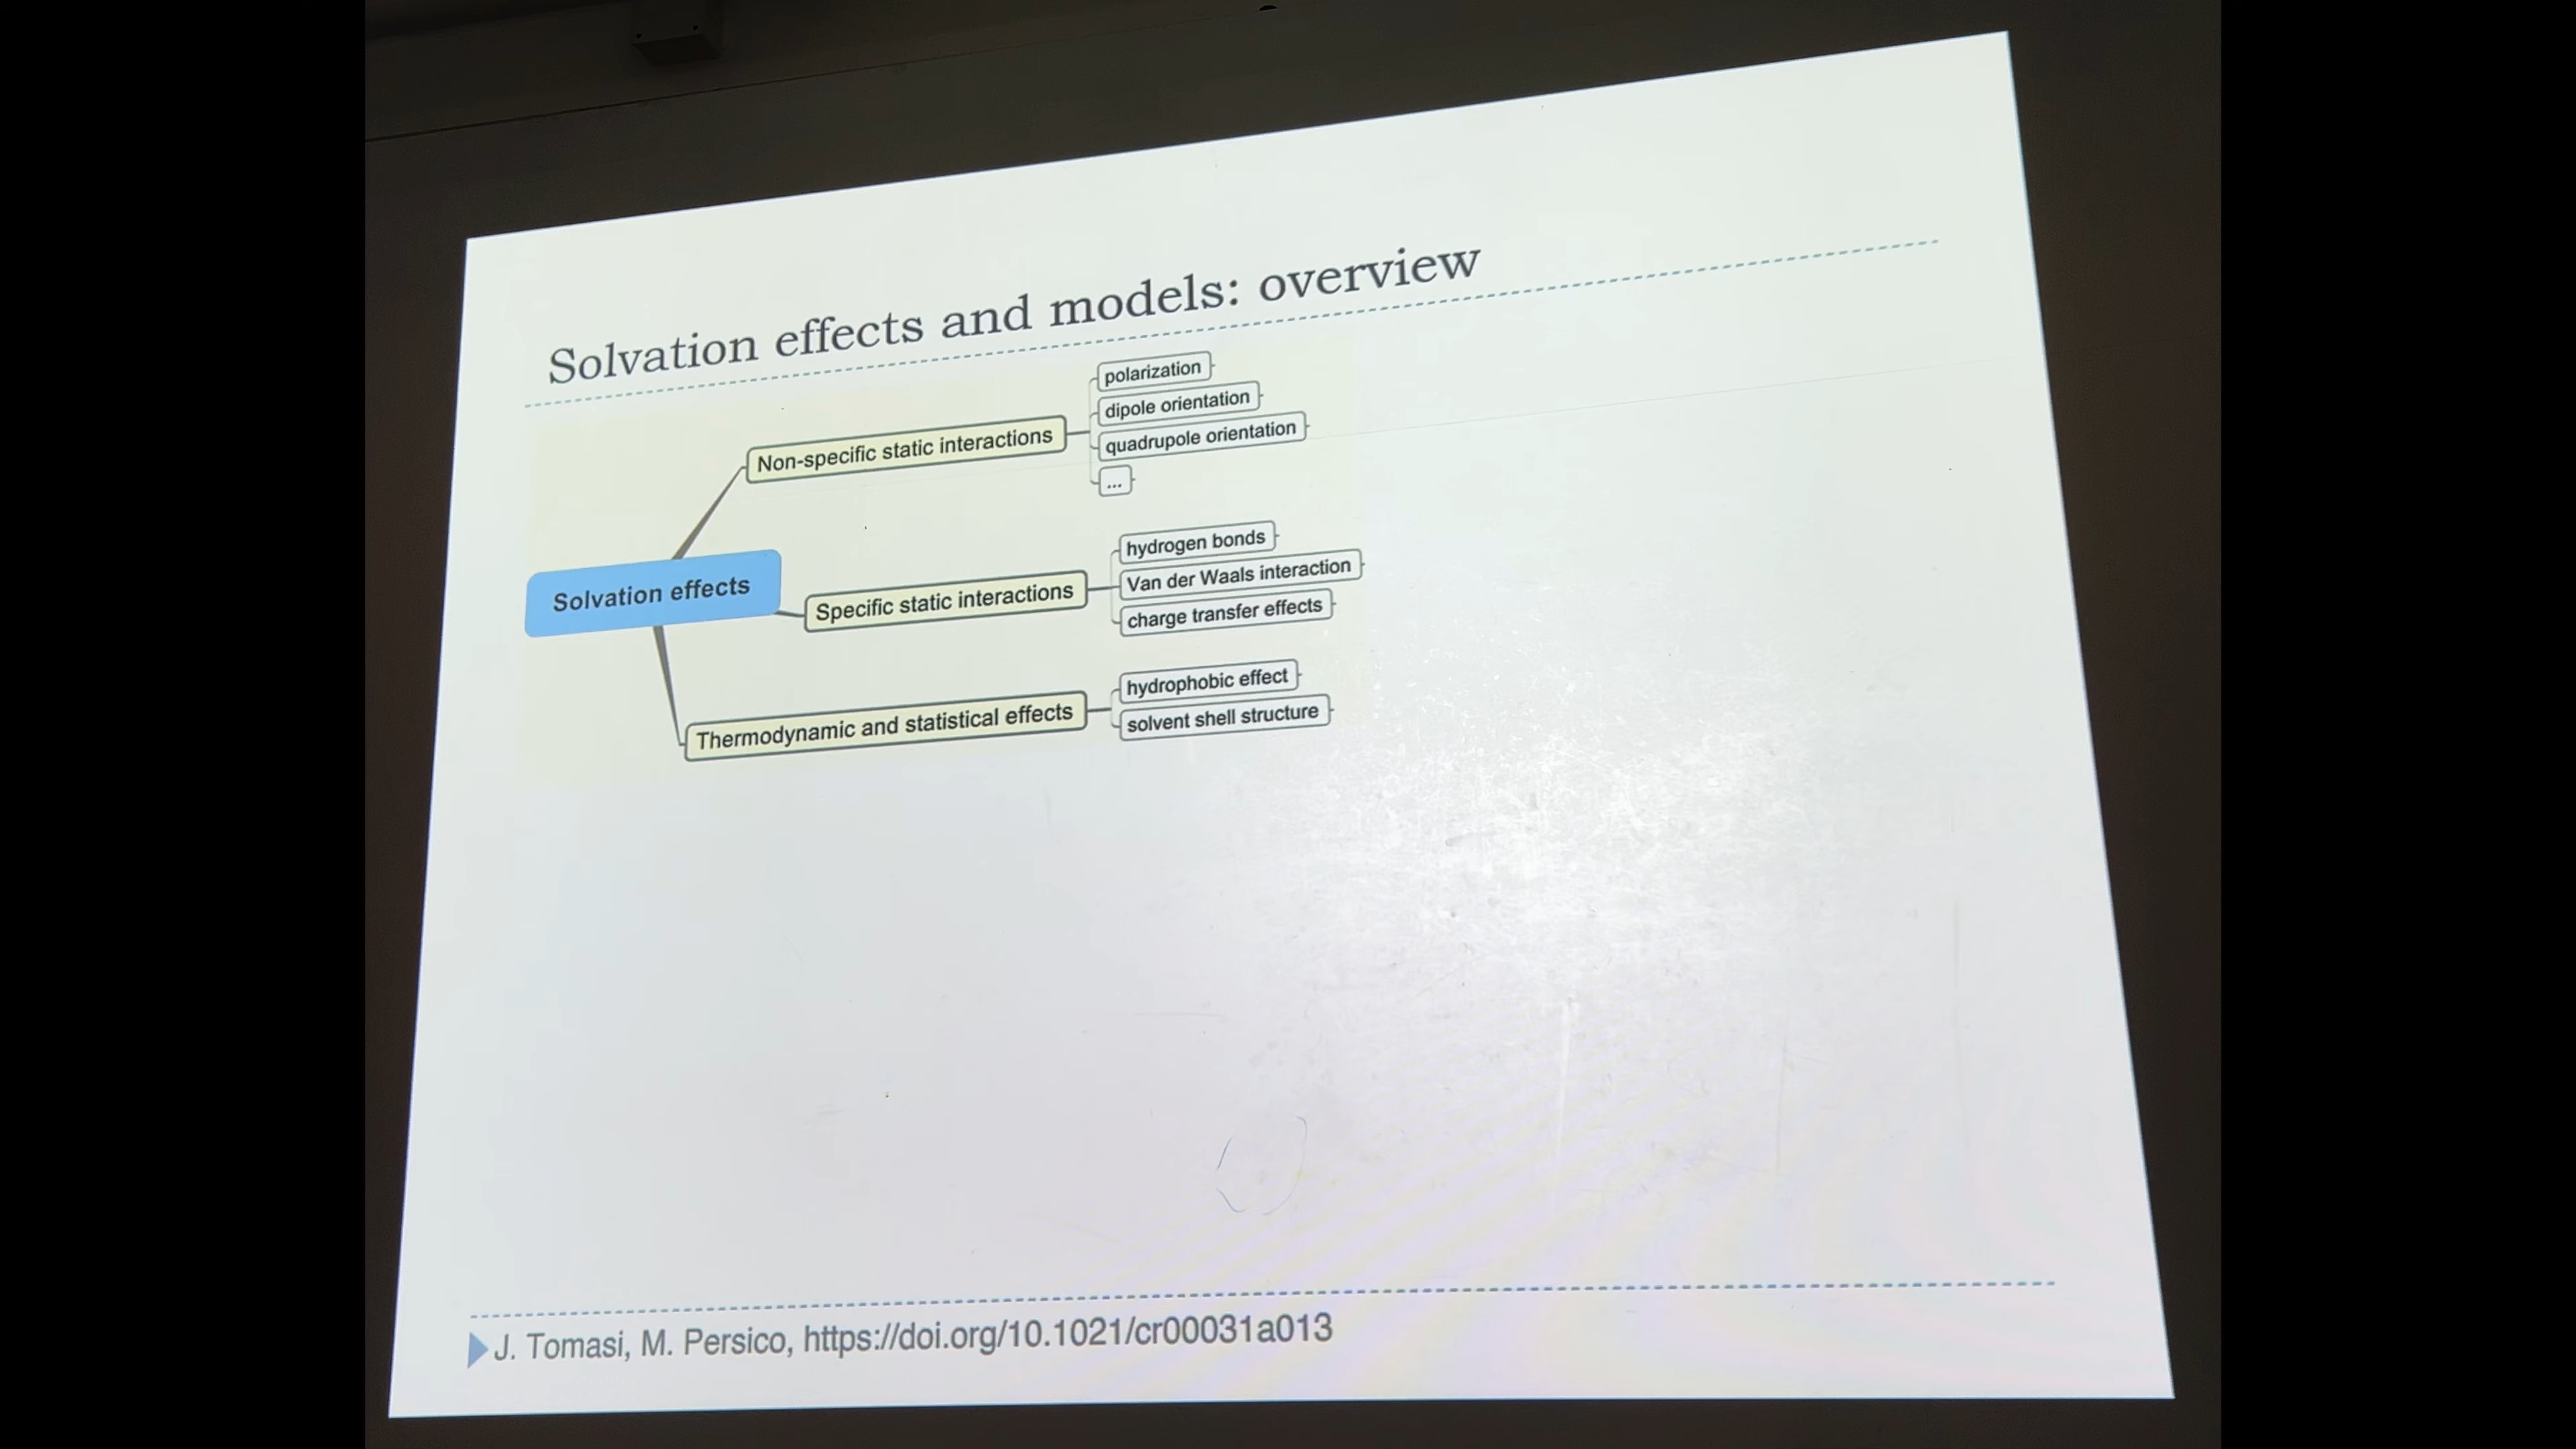 Solvation effects and models: overview
polarization
dipole orientation
Non-specific static interactions
quadrupole orientation
...
hydrogen bonds
Solvation effects
Specific static interactions
Van der Waals interaction
charge transfer effects
hydrophobic effect
Thermodynamic and statistical effects
solvent shell structure
J. Tomasi, M. Persico, https://doi.org/10.1021/cr00031a013